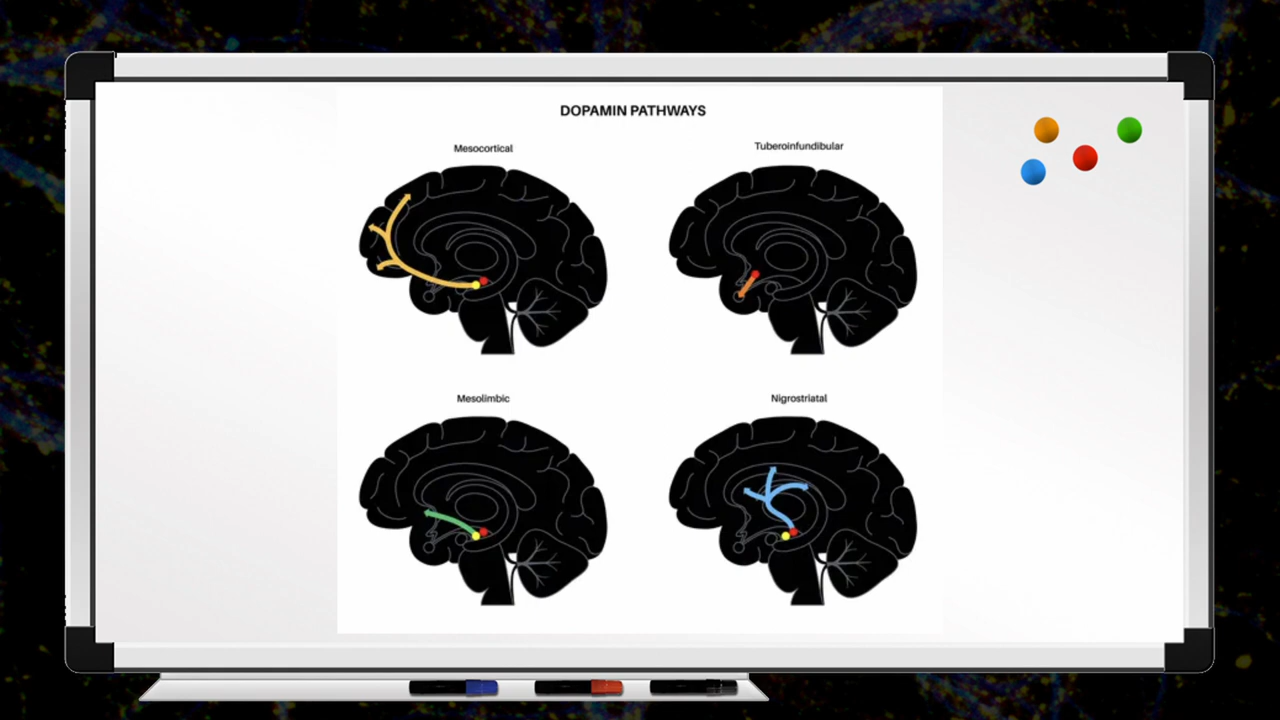 DOPAMIN PATHWAYS
Mesocortical
Tuberoinfundibular
Mesolimbic
Nigrostriatal